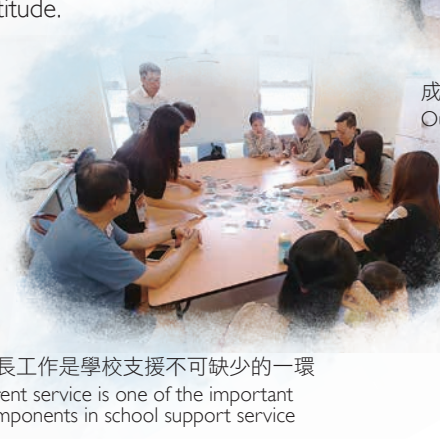 titude.
成
長工作是學校支援不可缺少的一環
ent service is one of the important
ponents in school support service